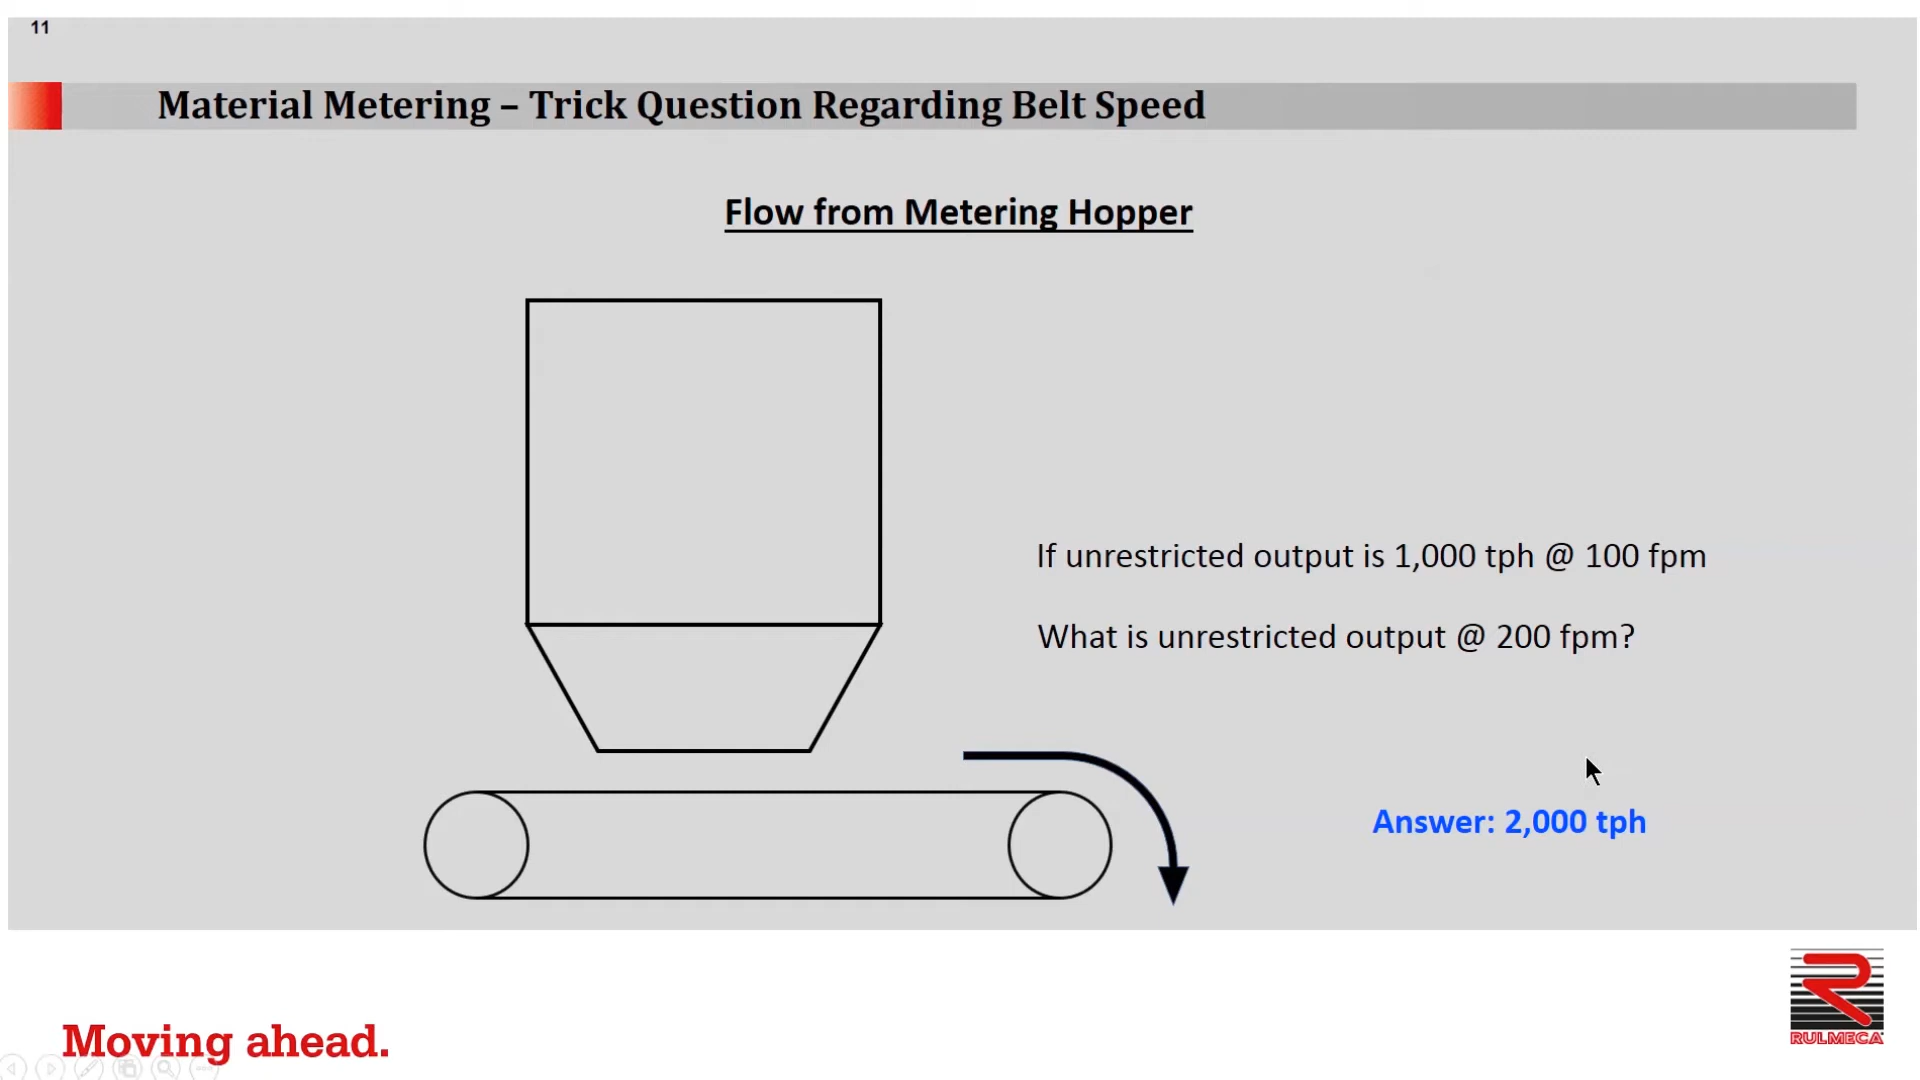 11
Material Metering – Trick Question Regarding Belt Speed
Flow from Metering Hopper
If unrestricted output is 1,000 tph @ 100 fpm
What is unrestricted output @ 200 fpm?
Answer: 2,000 tph
RULMECA
Moving ahead.